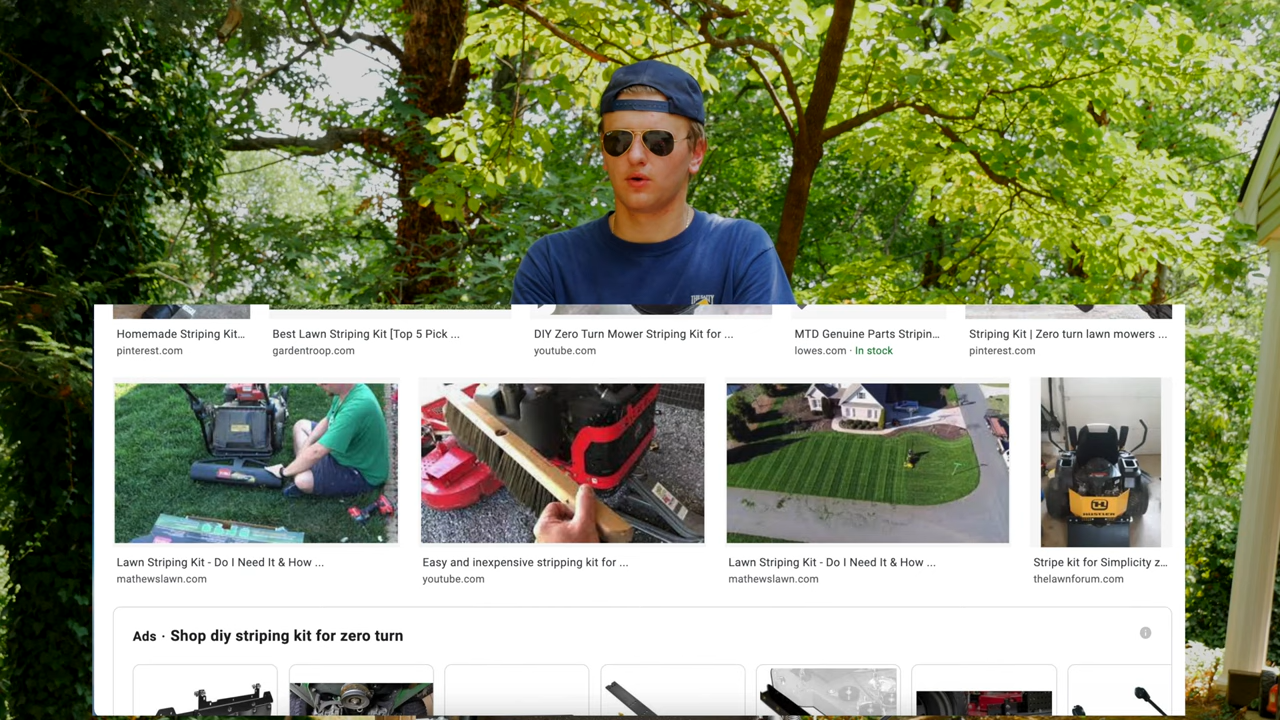 Homemade Striping Kit...
pinterest.com
Best Lawn Striping Kit [Top 5 Pick ...
gardentroop.com
DIY Zero Turn Mower Striping Kit for ...
youtube.com
MTD Genuine Parts Stripin...
lowes.com · In stock
Striping Kit | Zero turn lawn mowers ...
pinterest.com
Lawn Striping Kit - Do I Need It & How ...
mathewslawn.com
Easy and inexpensive stripping kit for ...
youtube.com
Lawn Striping Kit - Do I Need It & How ...
mathewslawn.com
Stripe kit for Simplicity z...
thelawnforum.com
Ads · Shop diy striping kit for zero turn